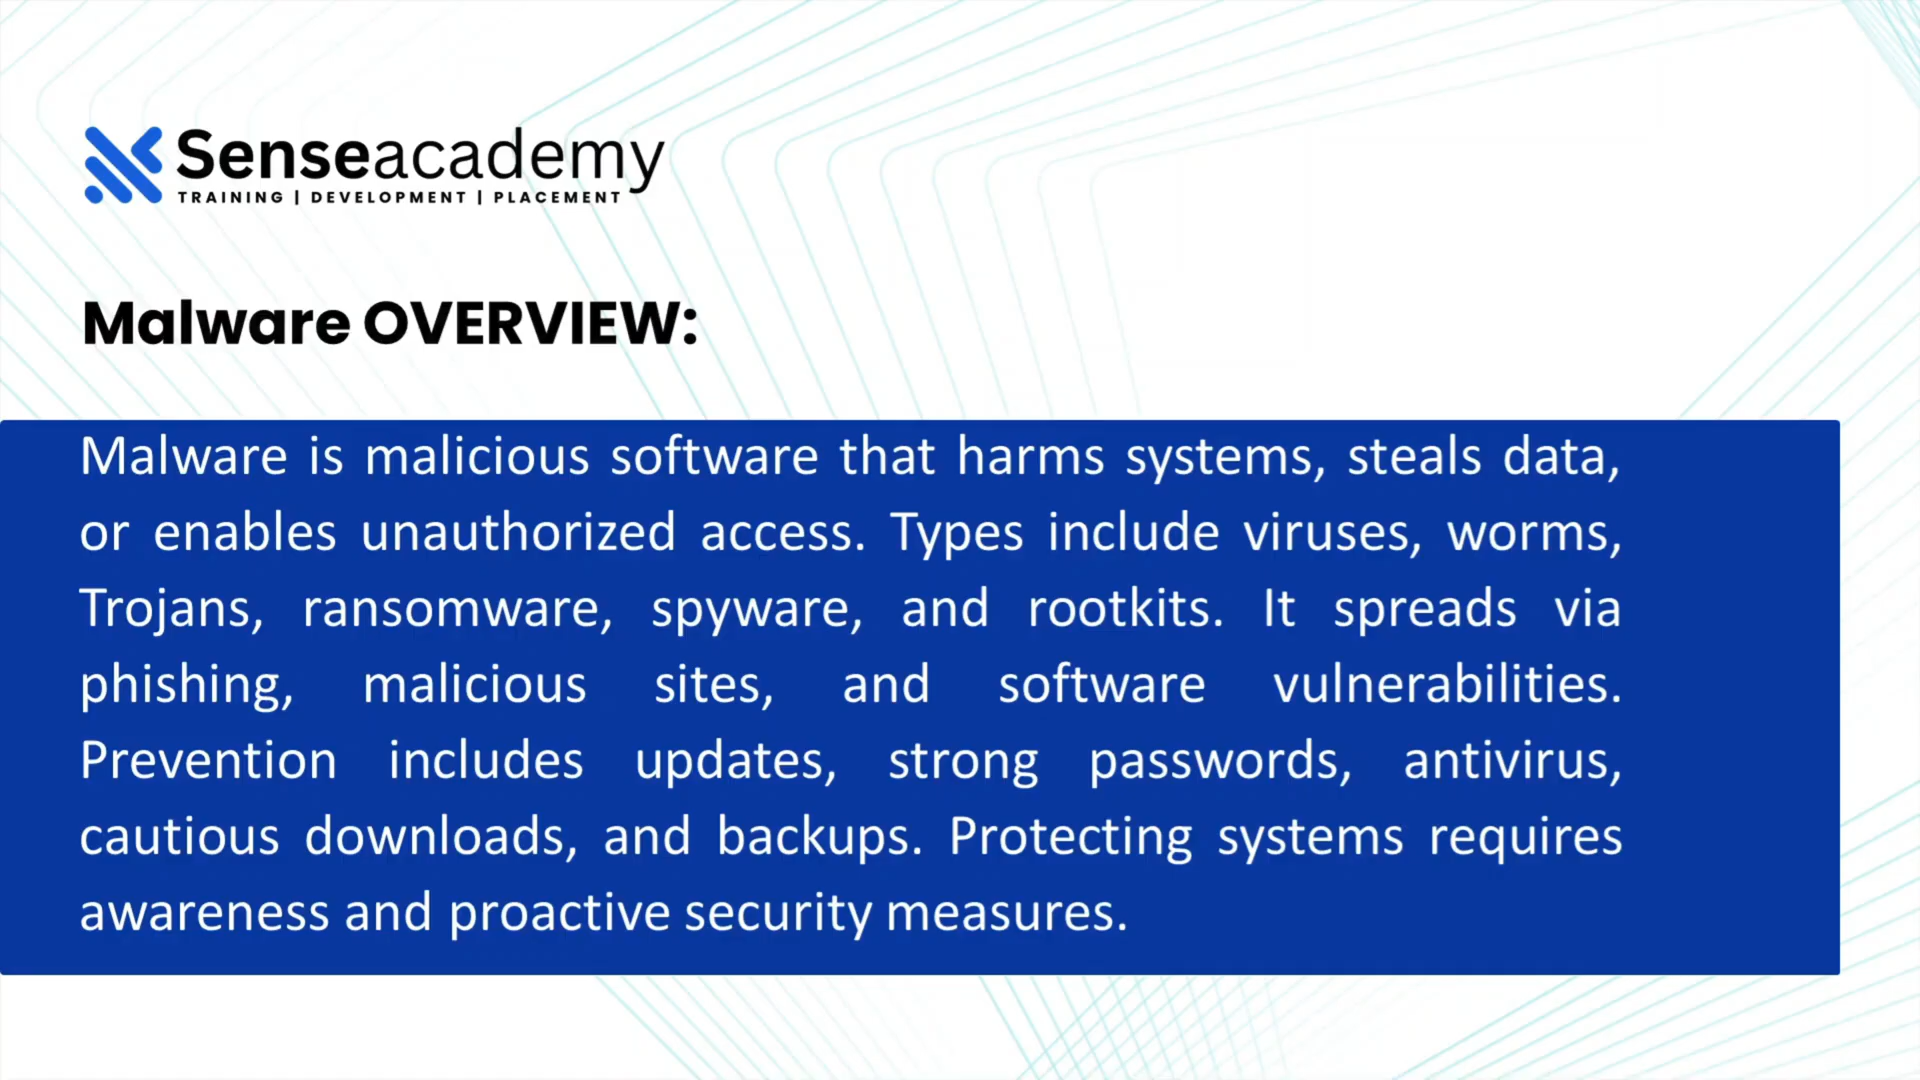 Senseacademy
TRAINING | DEVELOPMENT | PLACEMENT
Malware OVERVIEW:
Malware is malicious software that harms systems, steals data,
or enables unauthorized access. Types include viruses, worms,
Trojans, ransomware, spyware, and rootkits. It spreads via
phishing, malicious sites, and software vulnerabilities.
Prevention includes updates, strong passwords, antivirus,
cautious downloads, and backups. Protecting systems requires
awareness and proactive security measures.